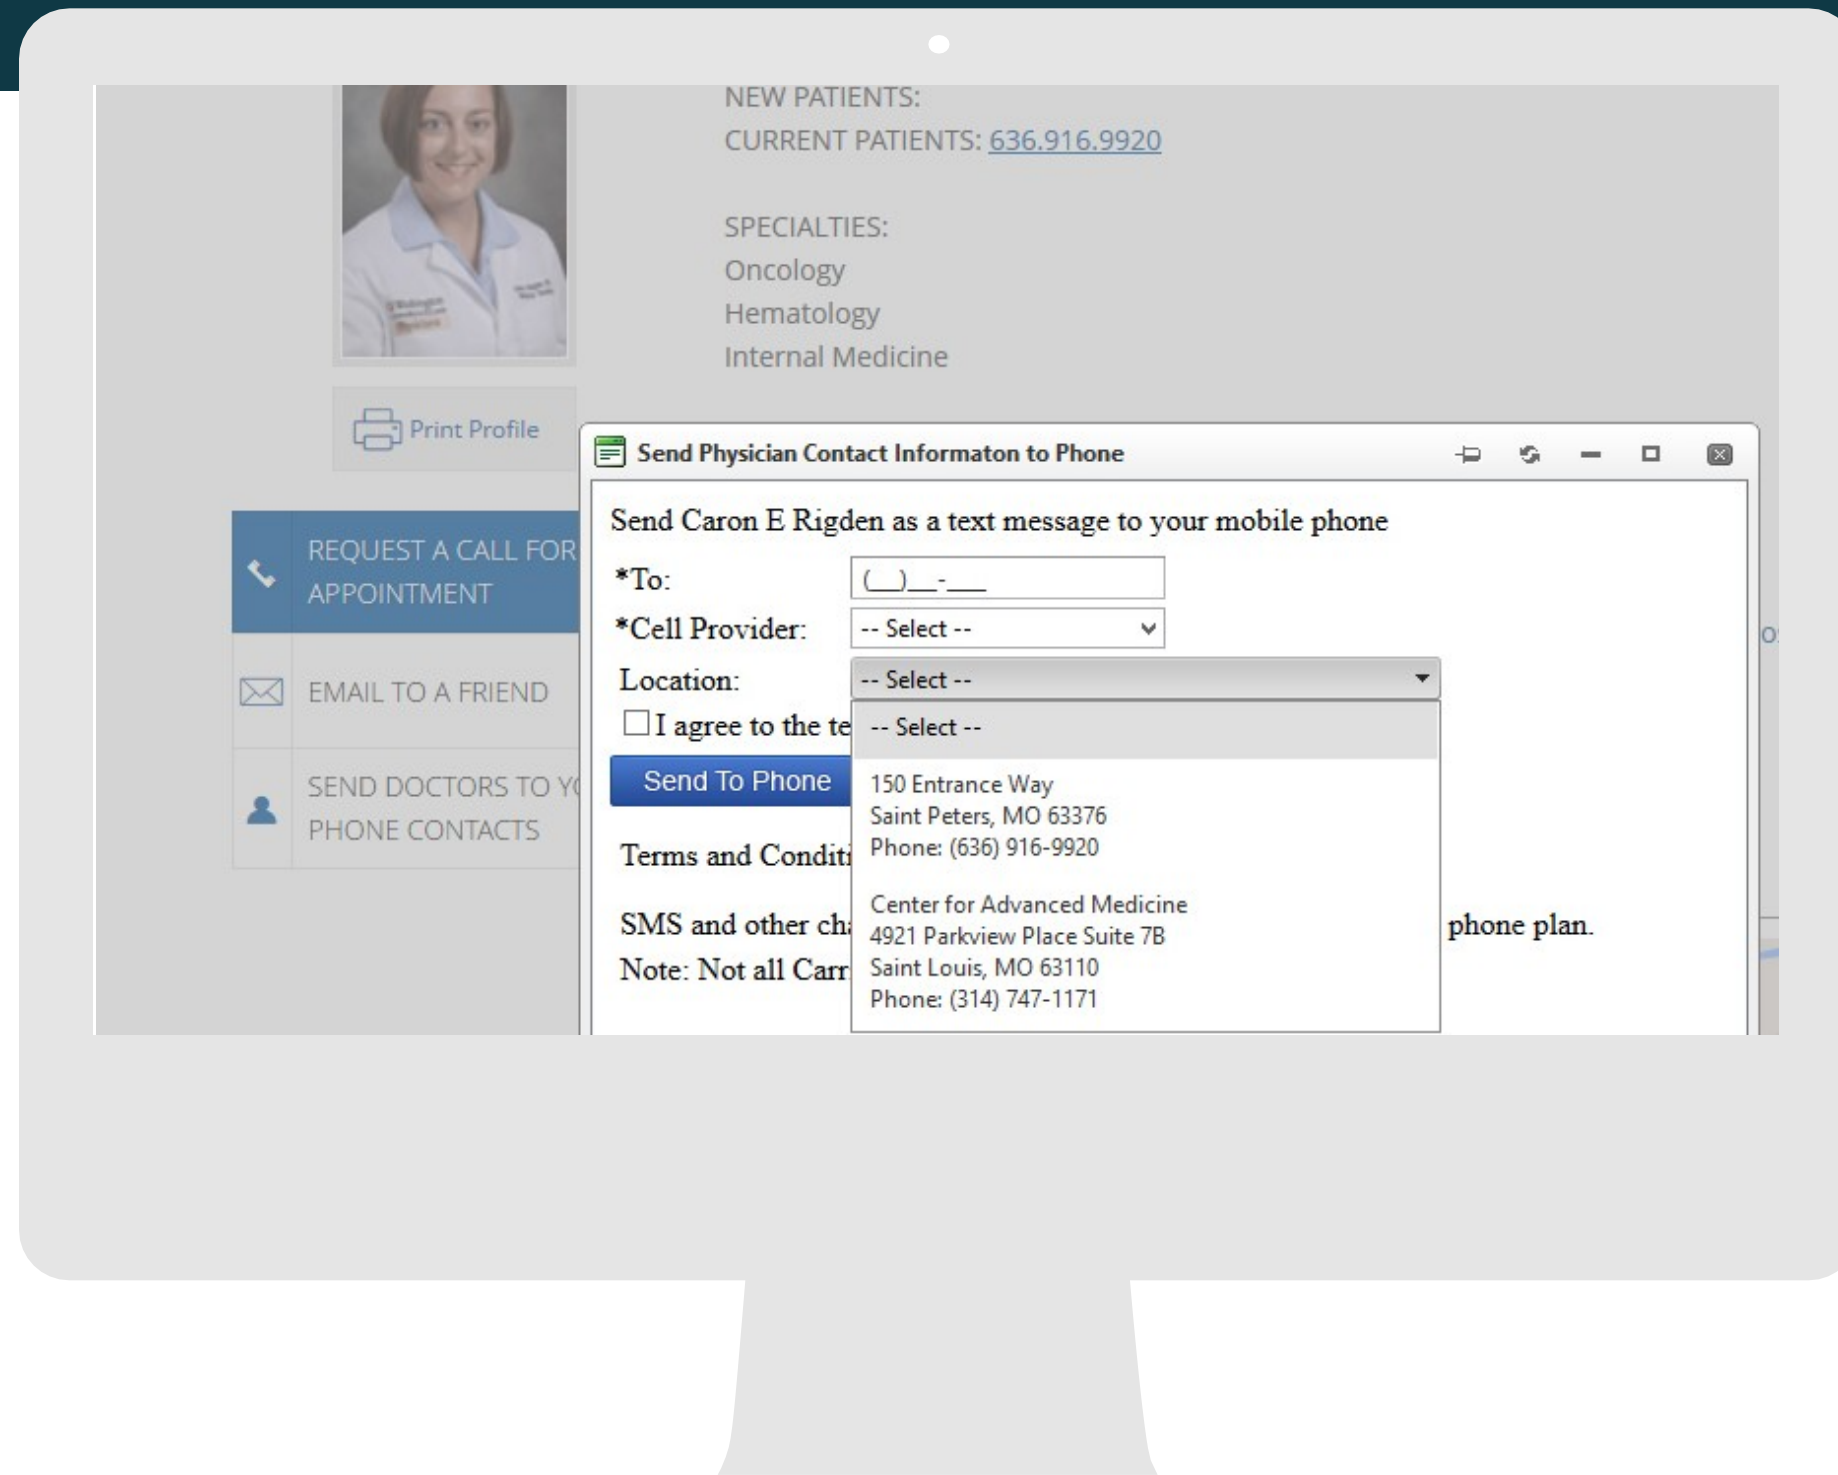 NEW PATIENTS:
CURRENT PATIENTS: 636.916.9920
SPECIALTIES:
Oncology
Hematology
Internal Medicine
Print Profile
REQUEST A CALL FOR
APPOINTMENT
EMAIL TO A FRIEND
SEND DOCTORS TO
PHONE CONTACTS
Send Physician Contact Informaton to Phone
Send Caron E Rigden as a text message to your mobile phone
*To: (__)__-___
*Cell Provider: -- Select --
Location: -- Select --
I agree to the
-- Select --
Send To Phone
150 Entrance Way
Saint Peters, MO 63376
Phone: (636) 916-9920
Terms and
Center for Advanced Medicine
4921 Parkview Place Suite 7B
SMS and other phone plan.
Saint Louis, MO 63110
Note: Not all
Phone: (314) 747-1171